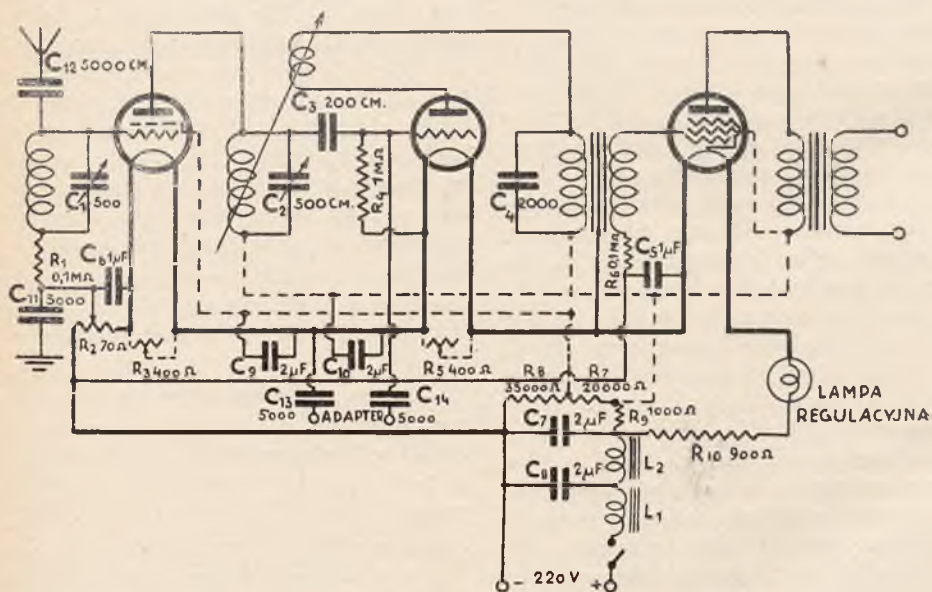 C12 5000 CM.
C3 200 CM.
C1 500
C2 500 CM.
R4 1MΩ
C4 2000
R1 0,1MΩ
C6 1μF
R6 0,1MΩ
C5 1μF
C11 5000
R2 70Ω
R3 400Ω
C9 2μF
C10 2μF
R5 400Ω
R8 35000Ω
R7 20000Ω
C13 5000
ADAPTER
C14 5000
R9 1000Ω
LAMPA
REGULACYJNA
C7 2μF
R10 900Ω
C8 2μF
L2
L1
- 220V +